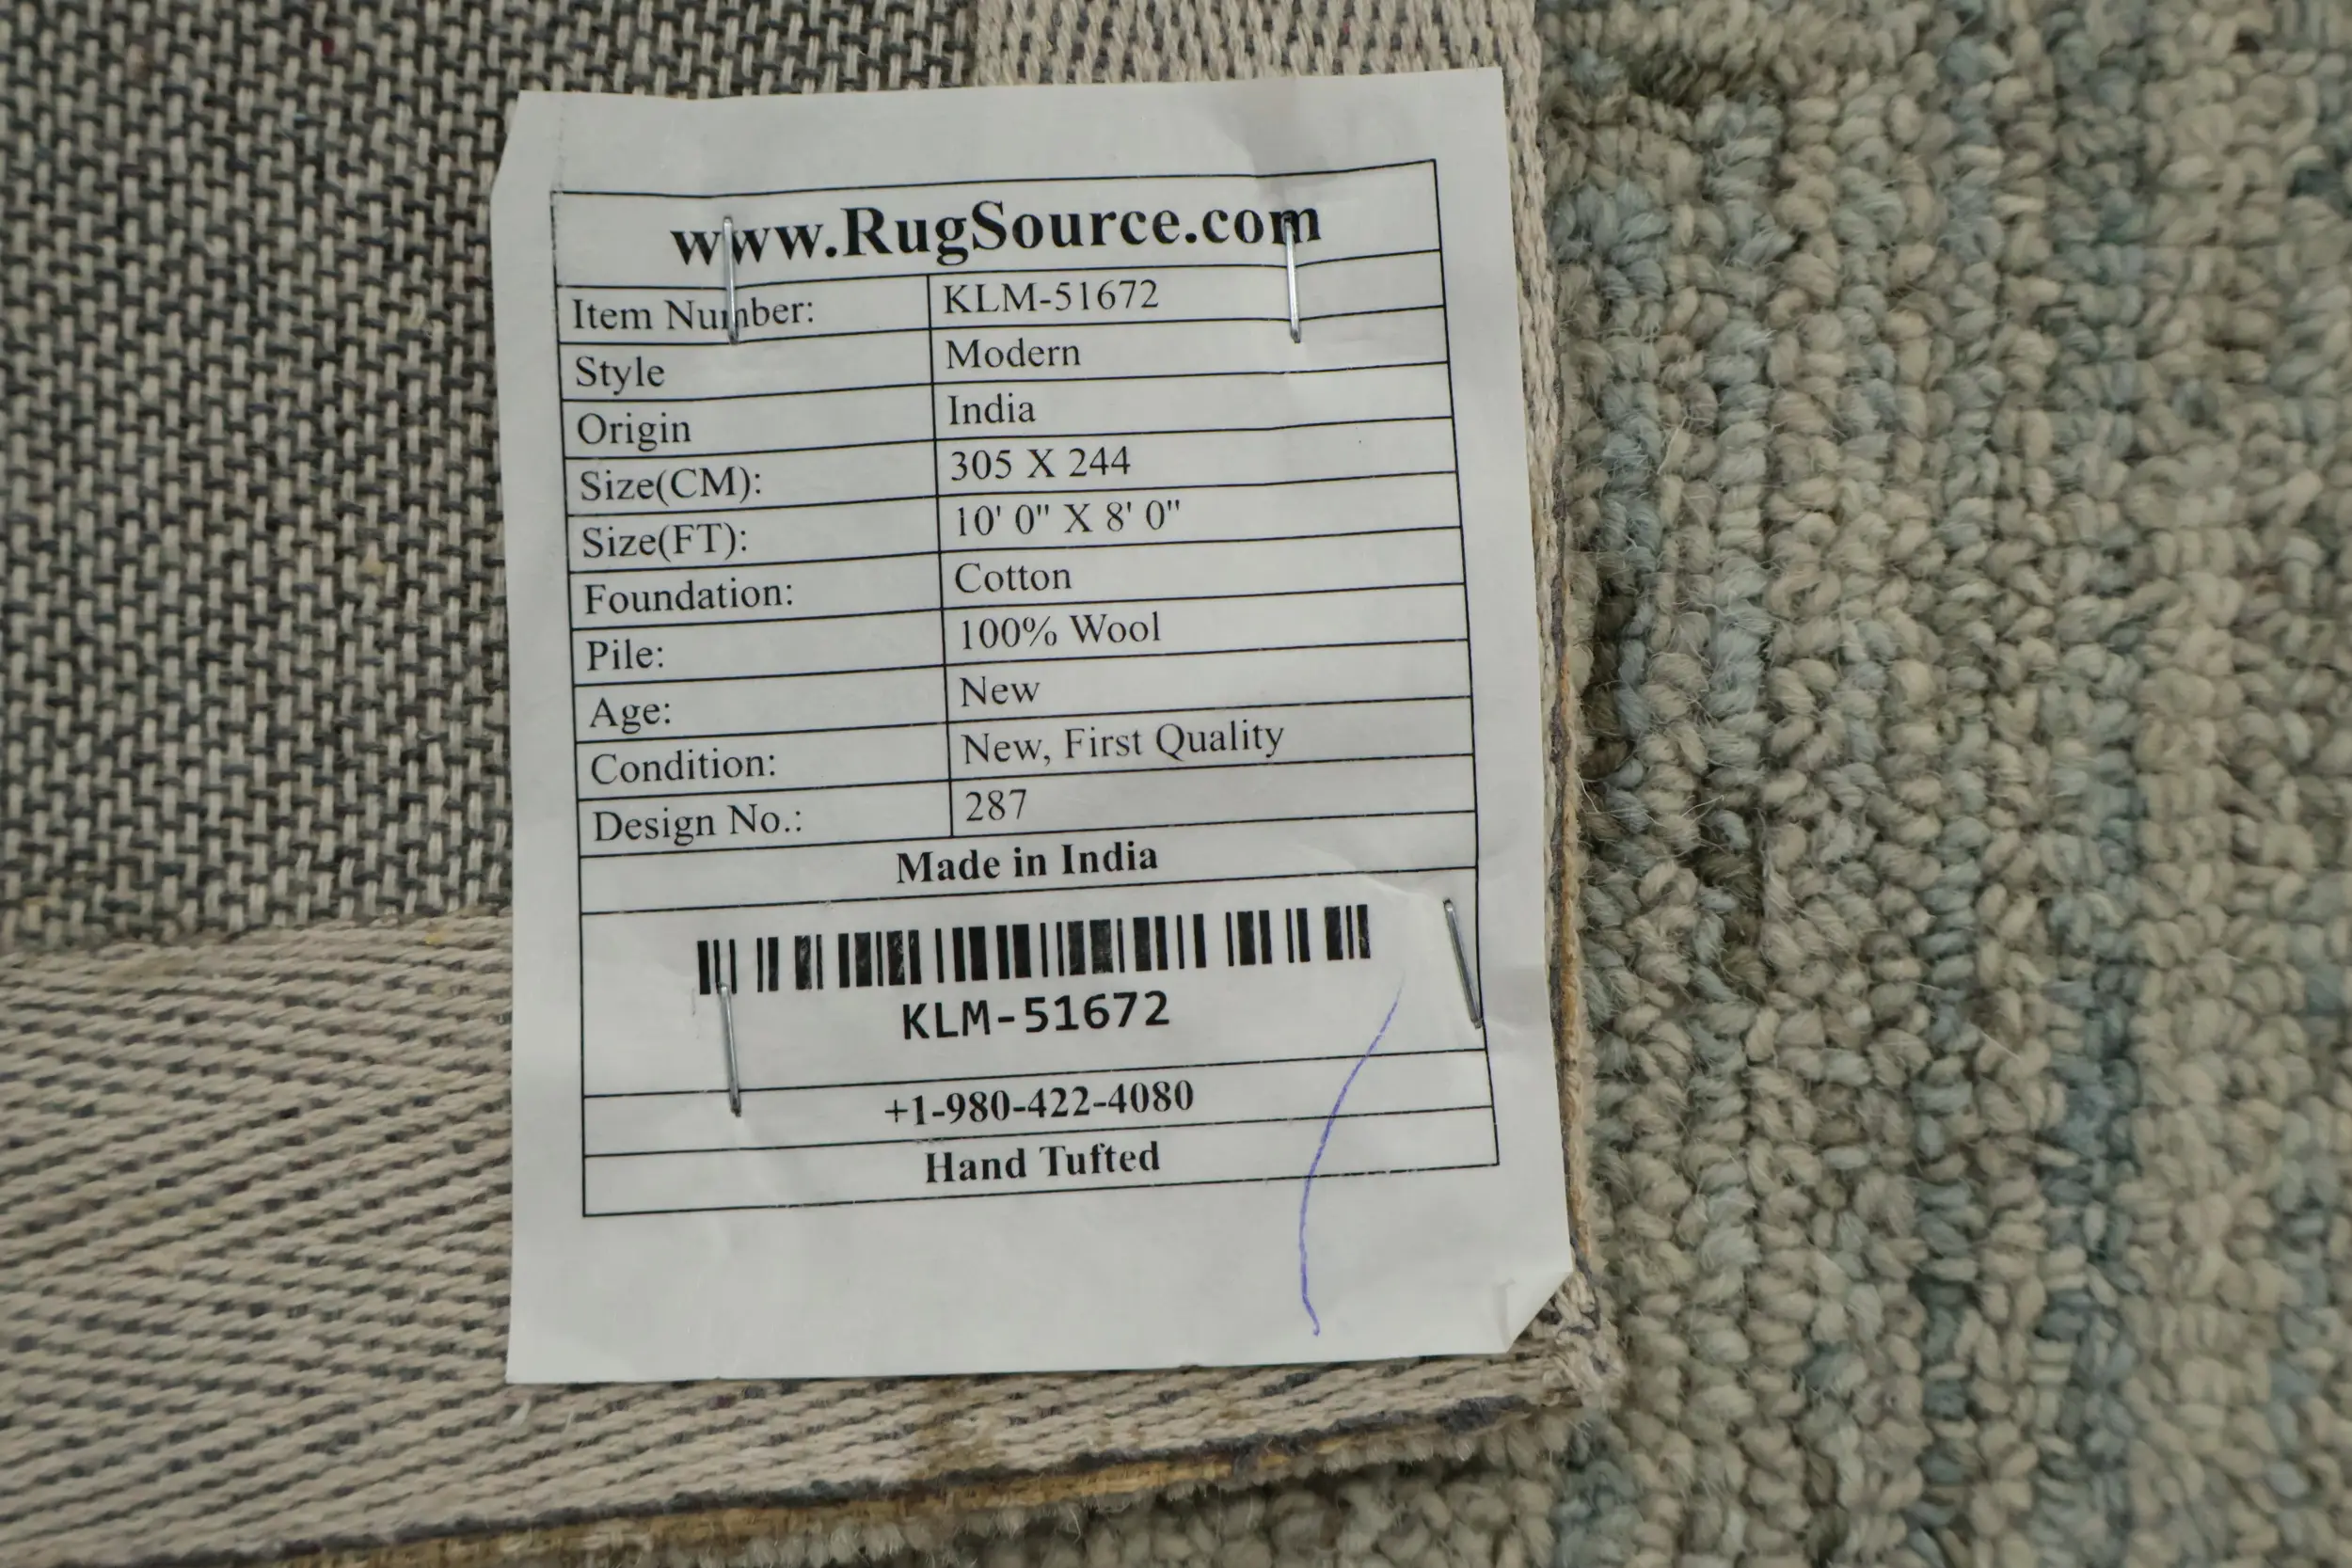 www.RugSource.com
Item Number: KLM-51672
Style Modern
Origin India
Size(CM): 305 X 244
Size(FT): 10' 0" X 8' 0"
Foundation: Cotton
Pile: 100% Wool
Age: New
Condition: New, First Quality
Design No.: 287
Made in India
KLM-51672
+1-980-422-4080
Hand Tufted